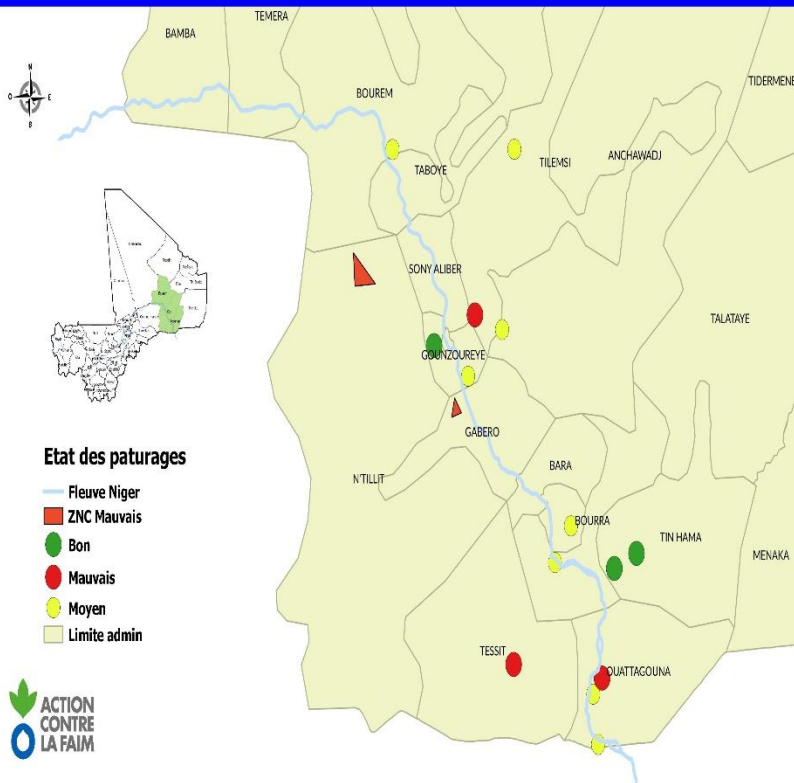 TEMERA
BAMBA
N
O E
S
BOUREM
TIDERMENE
ANCHAWADJ
TILEMSI
TABOYE
SONY ALIBER
TALATAYE
GOUNZOUREYE
GABERO
BARA
N'TILLIT
BOURRA
TIN HAMA
MENAKA
TESSIT
OUATTAGOUNA
Etat des paturages
Fleuve Niger
ZNC Mauvais
Bon
Mauvais
Moyen
Limite admin
ACTION
CONTRE
LA FAIM